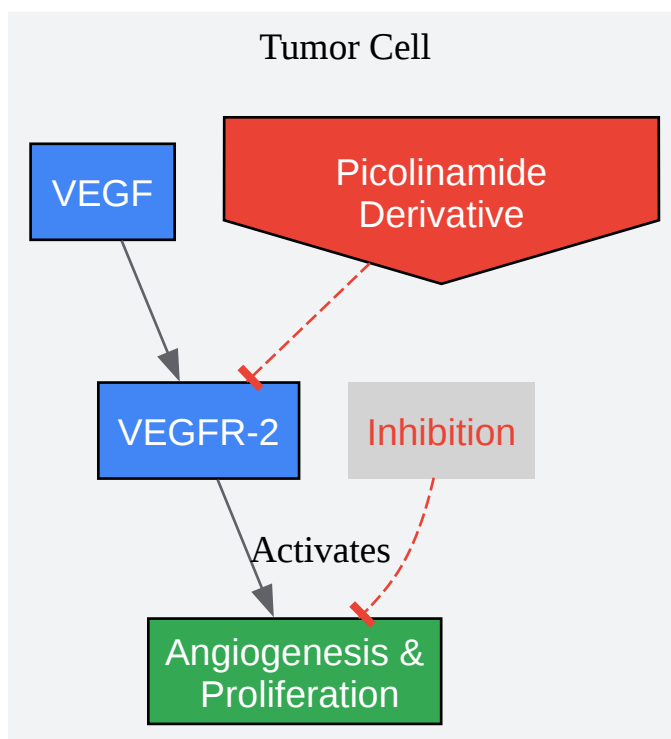 Tumor Cell
VEGF
Picolinamide
Derivative
VEGFR-2
Inhibition
Activates
Angiogenesis &
Proliferation